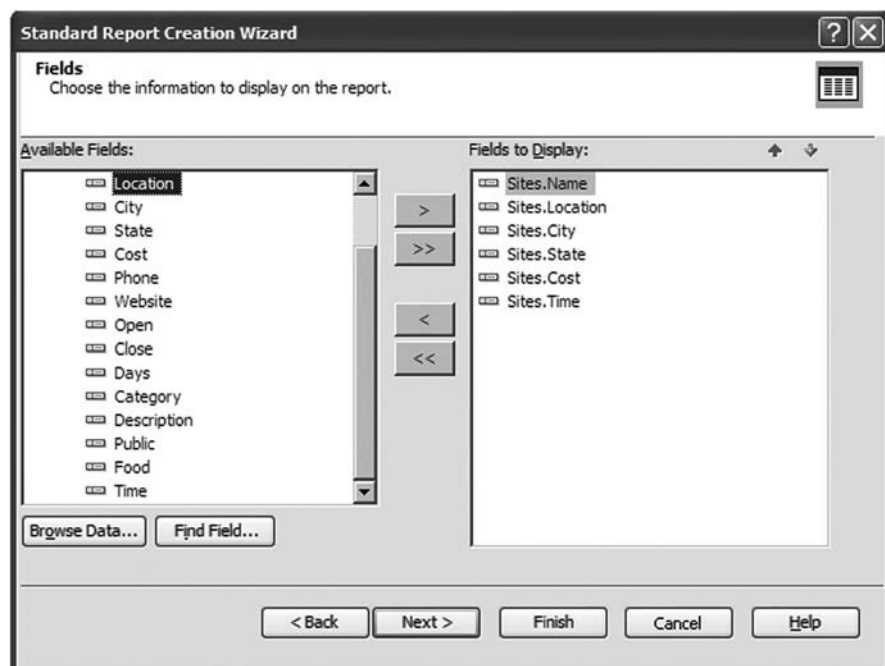 Standard Report Creation Wizard
Fields
Choose the information to display on the report.
Available Fields:
Location
City
State
Cost
Phone
Website
Open
Close
Days
Category
Description
Public
Food
Time
Browse Data...
Find Field...
>
>>
<
<<
Fields to Display:
Sites.Name
Sites.Location
Sites.City
Sites.State
Sites.Cost
Sites.Time
< Back
Next >
Finish
Cancel
Help